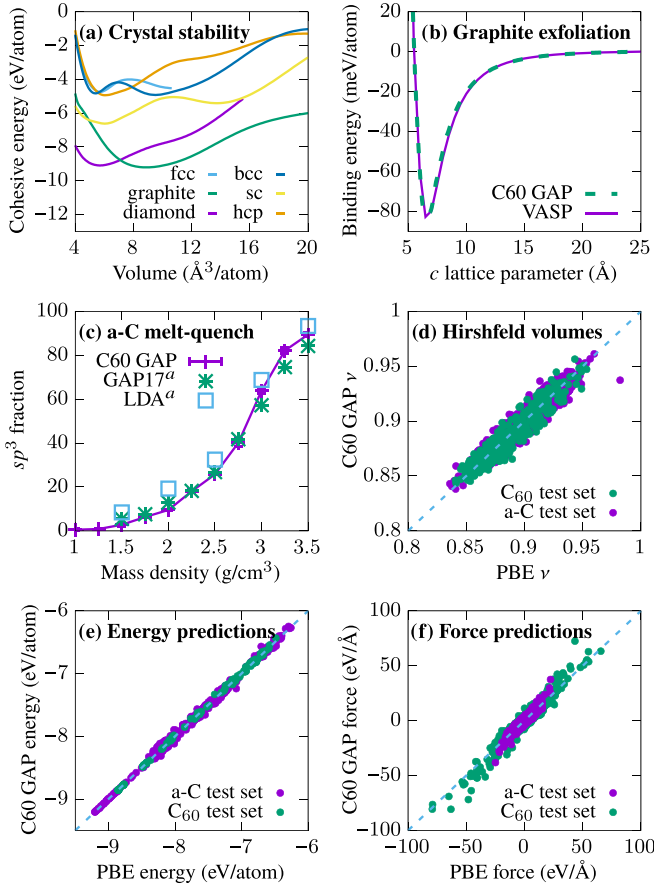 (a) Crystal stability
Cohesive energy (eV/atom)
0
−2
−4
−6
−8
−10
−12
fcc
graphite
diamond
bcc
sc
hcp
4 8 12 16 20
Volume (Å³/atom)
(b) Graphite exfoliation
Binding energy (meV/atom)
20
0
−20
−40
−60
−80
C60 GAP
VASP
5 10 15 20 25
c lattice parameter (Å)
(c) a-C melt-quench
sp³ fraction
100
80
60
40
20
0
C60 GAP
GAP17ᵃ
LDAᵃ
1 1.5 2 2.5 3 3.5
Mass density (g/cm³)
(d) Hirshfeld volumes
C60 GAP ν
1
0.95
0.9
0.85
0.8
C₆₀ test set
a-C test set
0.8 0.85 0.9 0.95 1
PBE ν
(e) Energy predictions
C60 GAP energy (eV/atom)
−6
−7
−8
−9
a-C test set
C₆₀ test set
−9 −8 −7 −6
PBE energy (eV/atom)
(f) Force predictions
C60 GAP force (eV/Å)
100
50
0
−50
−100
a-C test set
C₆₀ test set
−100 −50 0 50 100
PBE force (eV/Å)